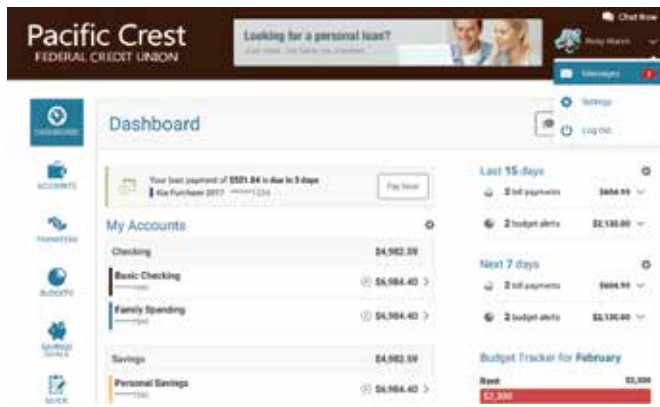 Pacific Crest
FEDERAL CREDIT UNION
Looking for a personal loan?
Chat Now
Ricky Marsh
Messages
Settings
Log Out
DASHBOARD
Dashboard
ACCOUNTS
TRANSFERS
BUDGETS
SAVINGS
GOALS
Your loan payment of $531.84 is due in 5 days
Kia Purchase 2017
Pay Now
My Accounts
Checking $4,982.59
Basic Checking
$6,984.40
Family Spending
$6,984.40
Savings $4,982.59
Personal Savings
$6,984.40
Last 15 days
2 bill payments $604.99
2 budget alerts $2,130.00
Next 7 days
2 bill payments $604.99
2 budget alerts $2,130.00
Budget Tracker for February
Rent $2,300
$2,300